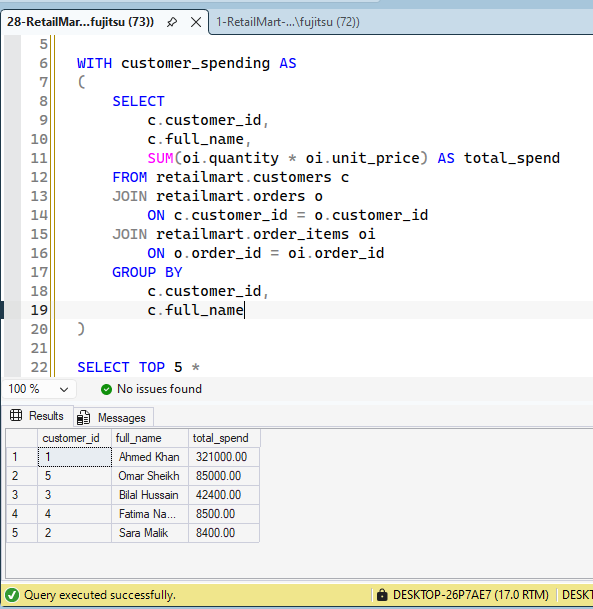 28-RetailMar...fujitsu (73)) 1-RetailMart-...\fujitsu (72))
5
6 WITH customer_spending AS
7 (
8 SELECT
9 c.customer_id,
10 c.full_name,
11 SUM(oi.quantity * oi.unit_price) AS total_spend
12 FROM retailmart.customers c
13 JOIN retailmart.orders o
14 ON c.customer_id = o.customer_id
15 JOIN retailmart.order_items oi
16 ON o.order_id = oi.order_id
17 GROUP BY
18 c.customer_id,
19 c.full_name
20 )
21
22 SELECT TOP 5 *
100 % No issues found
Results Messages
customer_id full_name total_spend
1 1 Ahmed Khan 321000.00
2 5 Omar Sheikh 85000.00
3 3 Bilal Hussain 42400.00
4 4 Fatima Na... 8500.00
5 2 Sara Malik 8400.00
Query executed successfully. DESKTOP-26P7AE7 (17.0 RTM) DESKT